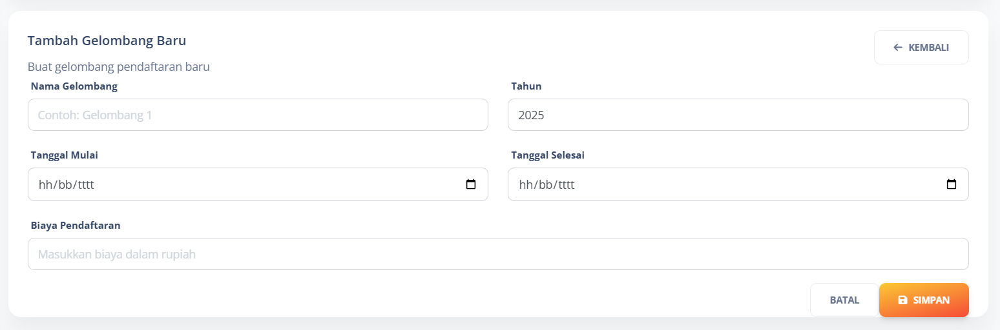 Tambah Gelombang Baru
KEMBALI
Buat gelombang pendaftaran baru
Nama Gelombang
Tahun
Contoh: Gelombang 1
2025
Tanggal Mulai
Tanggal Selesai
hh/bb/tttt
hh/bb/tttt
Biaya Pendaftaran
Masukkan biaya dalam rupiah
BATAL
SIMPAN